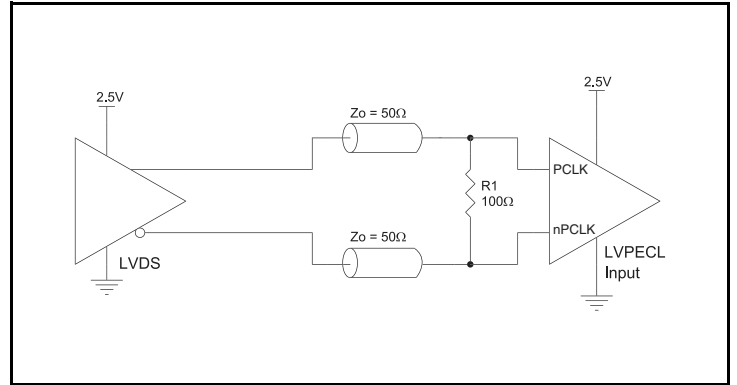 2.5V
2.5V
Zo = 50Ω
PCLK
R1
100Ω
nPCLK
Zo = 50Ω
LVDS
LVPECL
Input